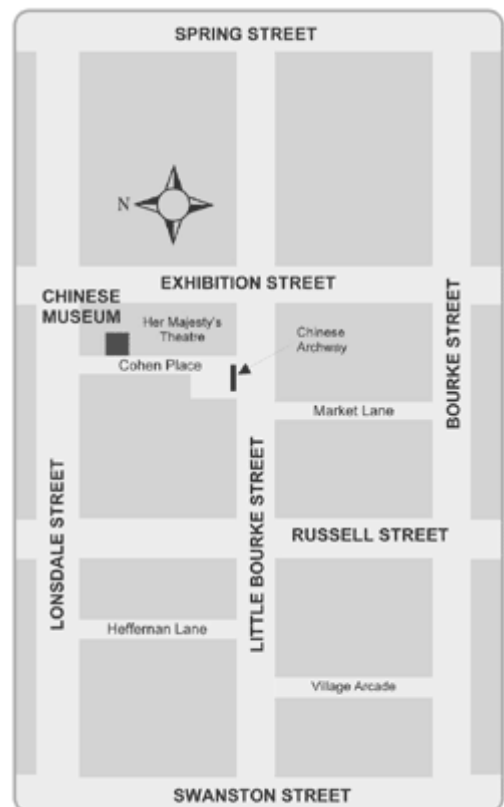 SPRING STREET
N
EXHIBITION STREET
CHINESE
MUSEUM
Her Majesty's
Theatre
Chinese
Archway
Cohen Place
Market Lane
BOURKE STREET
LONSDALE STREET
LITTLE BOURKE STREET
RUSSELL STREET
Heffernan Lane
Village Arcade
SWANSTON STREET